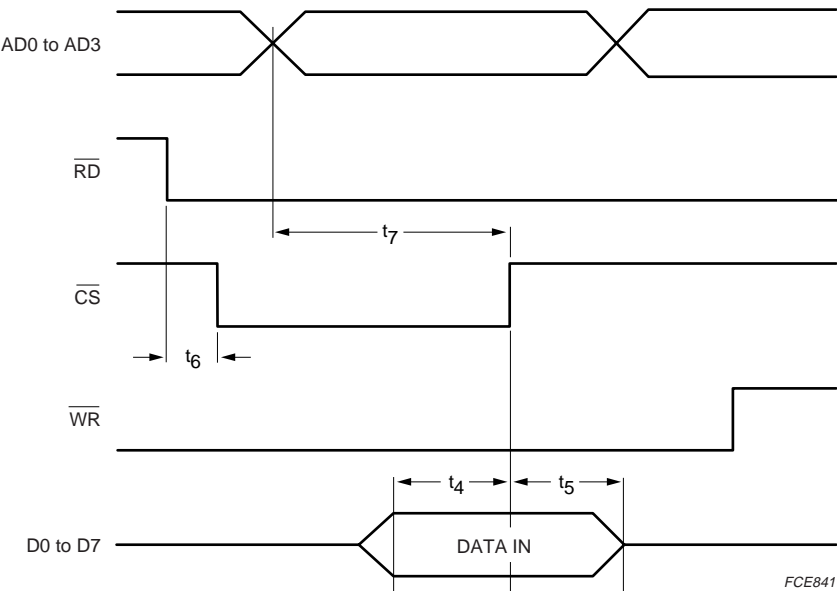 AD0 to AD3
RD
t7
CS
t6
WR
t4 t5
D0 to D7 DATA IN
FCE841